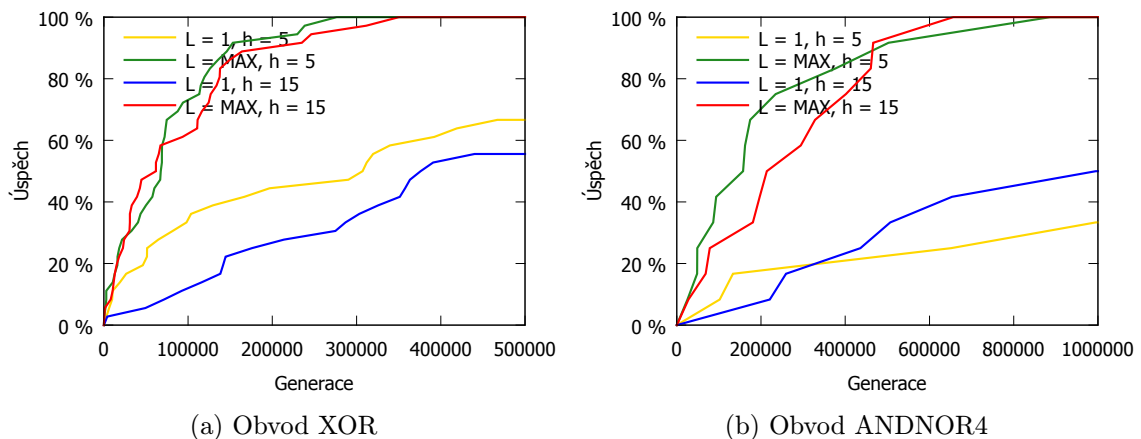 100 %
80 %
60 %
40 %
20 %
0 %
Úspěch
L = 1, h = 5
L = MAX, h = 5
L = 1, h = 15
L = MAX, h = 15
0 100000 200000 300000 400000 500000
Generace
(a) Obvod XOR
100 %
80 %
60 %
40 %
20 %
0 %
Úspěch
L = 1, h = 5
L = MAX, h = 5
L = 1, h = 15
L = MAX, h = 15
0 200000 400000 600000 800000 1000000
Generace
(b) Obvod ANDNOR4